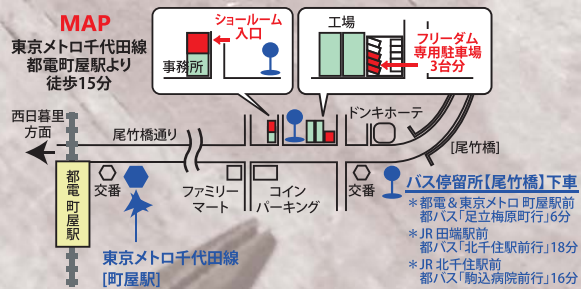 MAP
東京メトロ千代田線
都電町屋駅より
徒歩15分
ショールーム
入口
事務所
工場
フリーダム
専用駐車場
3台分
西日暮里
方面
尾竹橋通り
ドンキホーテ
[尾竹橋]
都電町屋駅
交番
ファミリー
マート
コイン
パーキング
交番
東京メトロ千代田線
[町屋駅]
バス停留所【尾竹橋】下車
*都電&東京メトロ 町屋駅前
都バス「足立梅原町行」6分
*JR 田端駅前
都バス「北千住駅前行」18分
*JR 北千住駅前
都バス「駒込病院前行」16分